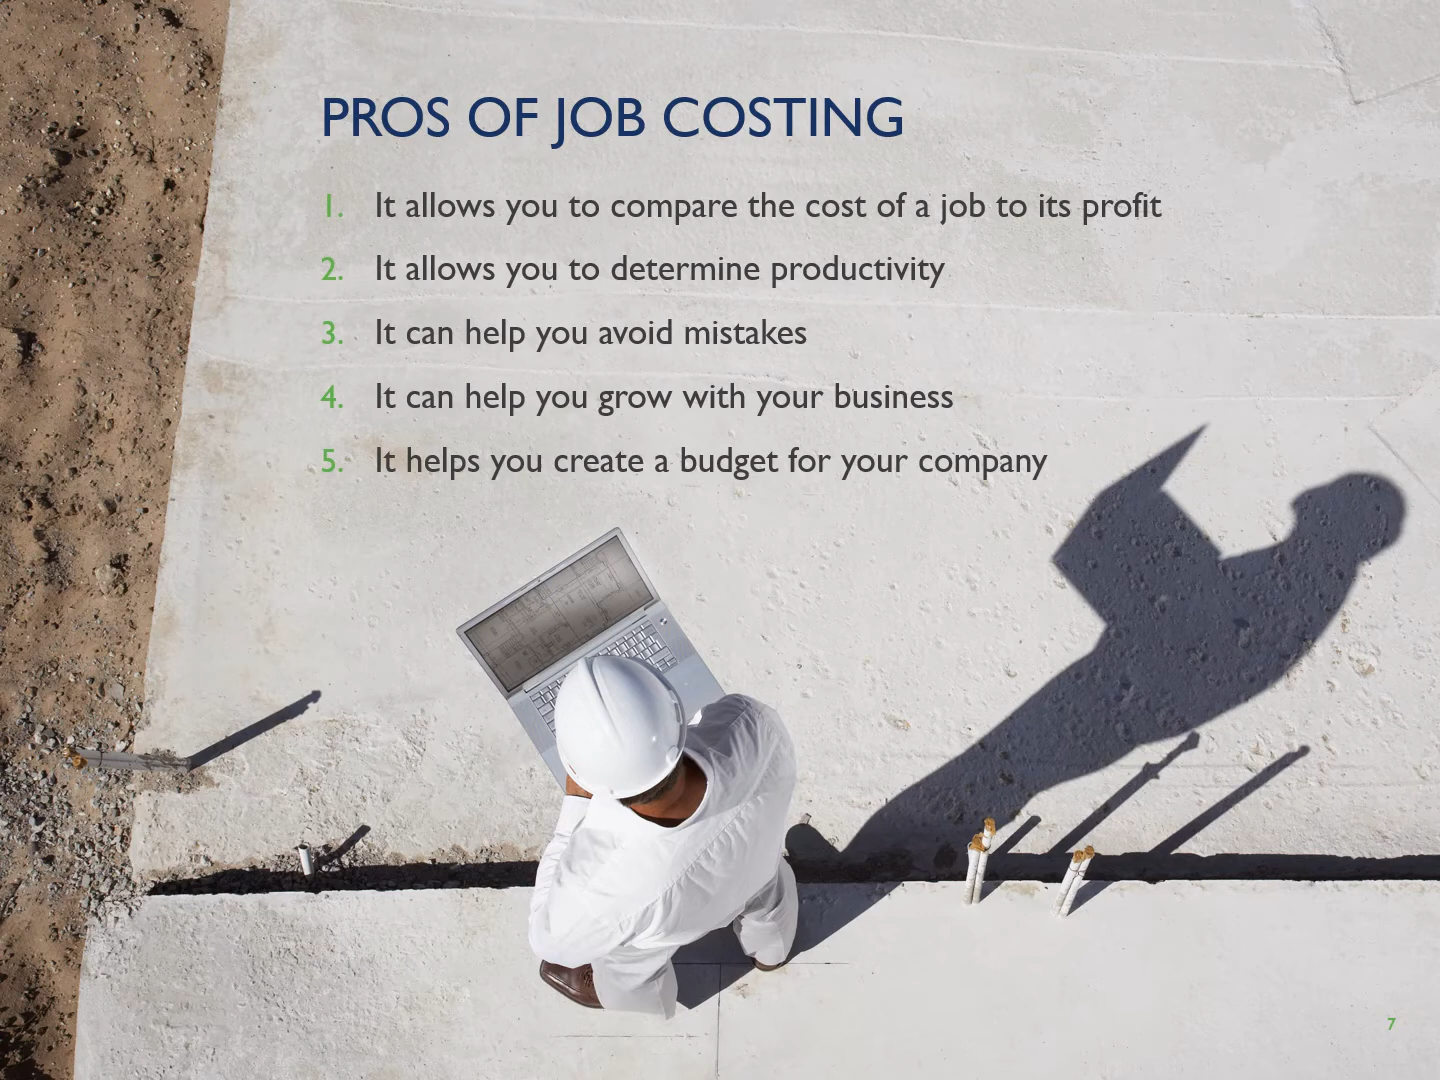 PROS OF JOB COSTING
1. It allows you to compare the cost of a job to its profit
2. It allows you to determine productivity
3. It can help you avoid mistakes
4. It can help you grow with your business
5. It helps you create a budget for your company
7